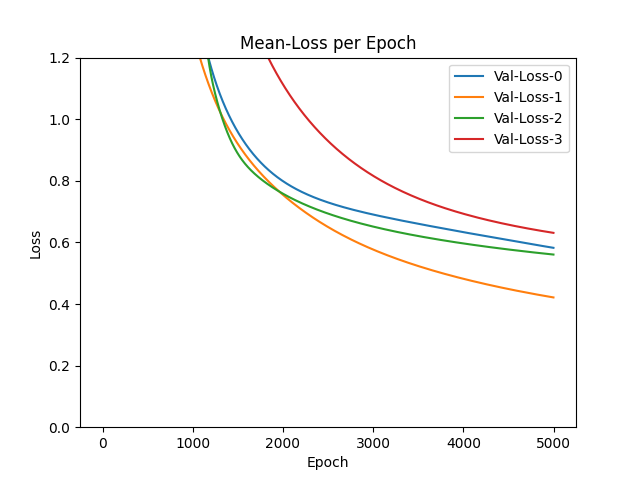 Mean-Loss per Epoch
1.2
1.0
0.8
0.6
0.4
0.2
0.0
Loss
Val-Loss-0
Val-Loss-1
Val-Loss-2
Val-Loss-3
0 1000 2000 3000 4000 5000
Epoch